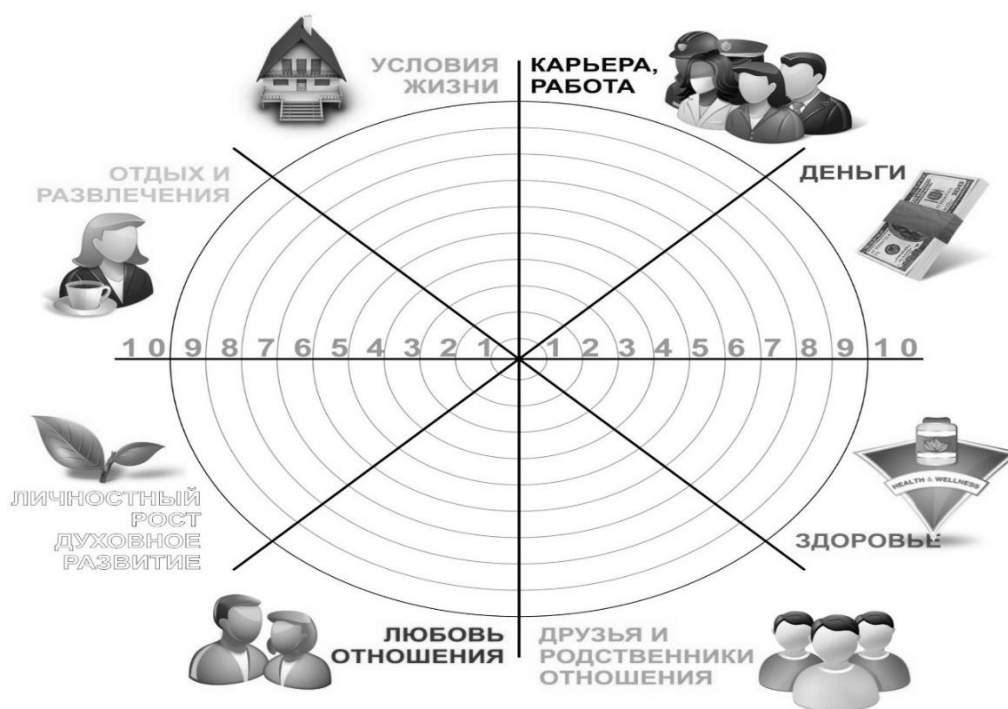 УСЛОВИЯ
ЖИЗНИ
КАРЬЕРА,
РАБОТА
ОТДЫХ И
РАЗВЛЕЧЕНИЯ
ДЕНЬГИ
10 9 8 7 6 5 4 3 2 1 1 2 3 4 5 6 7 8 9 10
ЛИЧНОСТНЫЙ
РОСТ
ДУХОВНОЕ
РАЗВИТИЕ
HEALTH & WELLNESS
ЗДОРОВЬЕ
ЛЮБОВЬ
ОТНОШЕНИЯ
ДРУЗЬЯ И
РОДСТВЕННИКИ
ОТНОШЕНИЯ